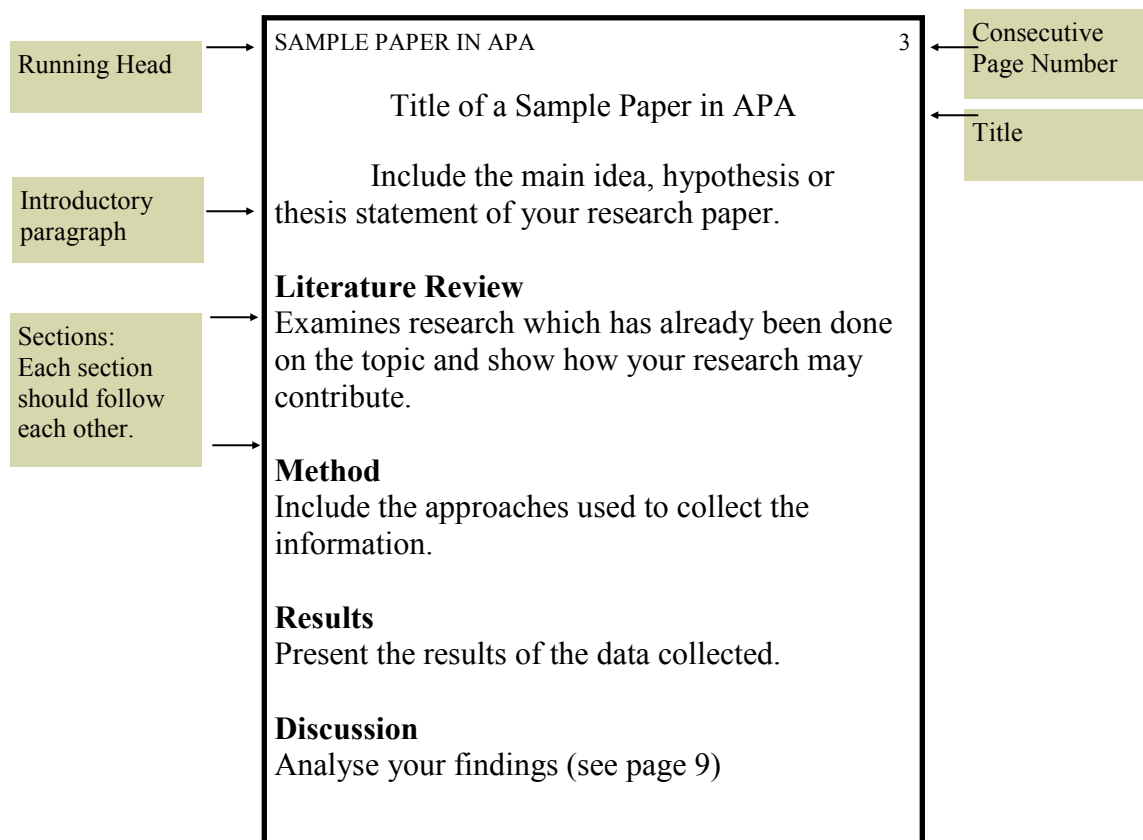 Running Head
SAMPLE PAPER IN APA 3
Consecutive
Page Number
Title of a Sample Paper in APA
Title
Introductory
paragraph
Include the main idea, hypothesis or
thesis statement of your research paper.
Sections:
Each section
should follow
each other.
Literature Review
Examines research which has already been done
on the topic and show how your research may
contribute.
Method
Include the approaches used to collect the
information.
Results
Present the results of the data collected.
Discussion
Analyse your findings (see page 9)